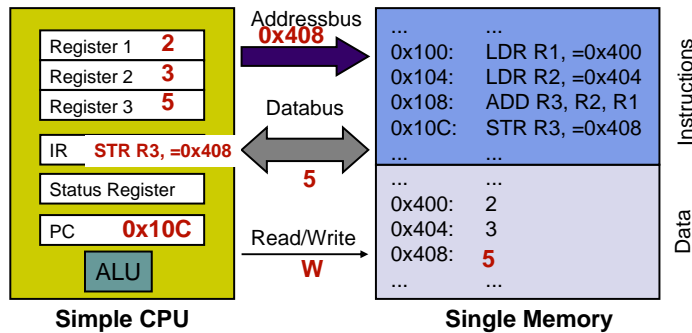 Addressbus
0x408
Register 1 2
Register 2 3
Register 3 5
IR STR R3, =0x408
Status Register
PC 0x10C
ALU
Simple CPU
Databus
5
Read/Write
W
... ...
0x100: LDR R1, =0x400
0x104: LDR R2, =0x404
0x108: ADD R3, R2, R1
0x10C: STR R3, =0x408
... ...
Instructions
... ...
0x400: 2
0x404: 3
0x408: 5
... ...
Data
Single Memory